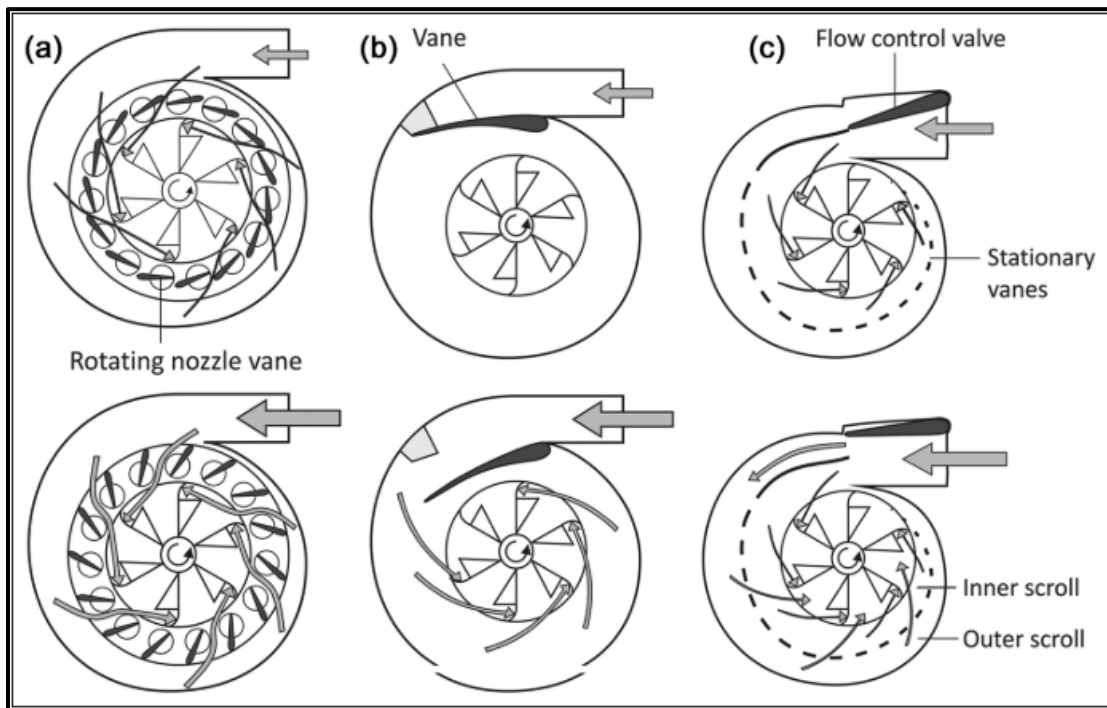 (a)
(b)
(c)
Vane
Flow control valve
Stationary
vanes
Rotating nozzle vane
Inner scroll
Outer scroll